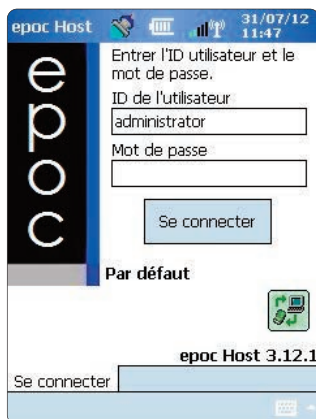 epoc Host
31/07/12
11:47
epoc
Entrer l'ID utilisateur et le
mot de passe.
ID de l'utilisateur
administrator
Mot de passe
Se connecter
Par défaut
epoc Host 3.12.1
Se connecter